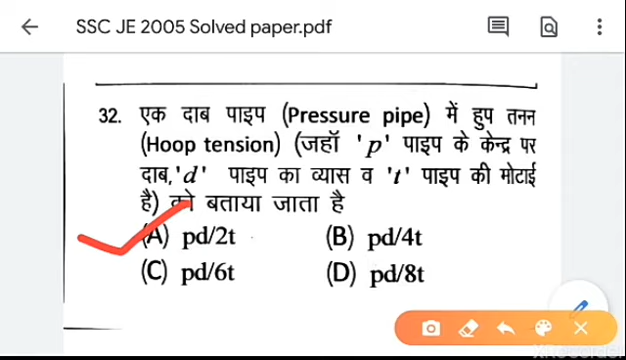 SSC JE 2005 Solved paper.pdf
32. एक दाब पाइप (Pressure pipe) में हुप तनन
(Hoop tension) (जहाँ 'p' पाइप के केन्द्र पर
दाब,'d' पाइप का व्यास व 't' पाइप की मोटाई
है) को बताया जाता है
(A) pd/2t (B) pd/4t
(C) pd/6t (D) pd/8t